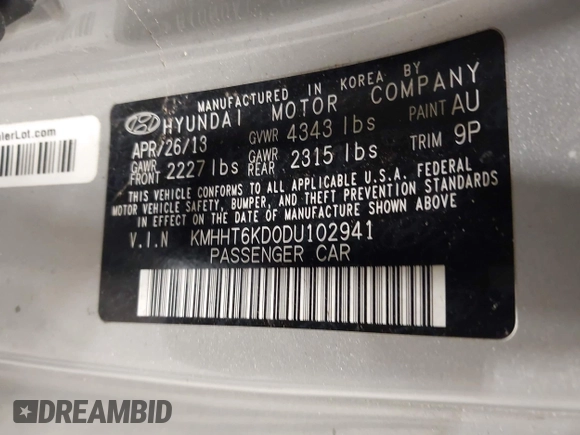 MANUFACTURED IN KOREA BY
HYUNDAI MOTOR COMPANY
APR/26/13 GVWR 4343 lbs PAINT AU
GAWR FRONT 2227 lbs GAWR REAR 2315 lbs TRIM 9P
THIS VEHICLE CONFORMS TO ALL APPLICABLE U.S.A. FEDERAL
MOTOR VEHICLE SAFETY, BUMPER, AND THEFT PREVENTION STANDARDS
IN EFFECT ON THE DATE OF MANUFACTURE SHOWN ABOVE
V.I.N KMHHT6KD0DU102941
PASSENGER CAR
lerLot.com
DREAMBID